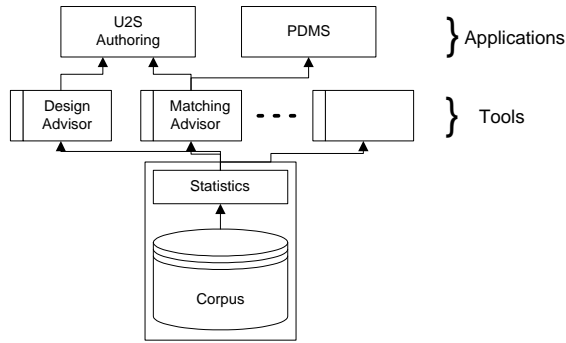 U2S
Authoring
PDMS
Applications
Design
Advisor
Matching
Advisor
Tools
Statistics
Corpus